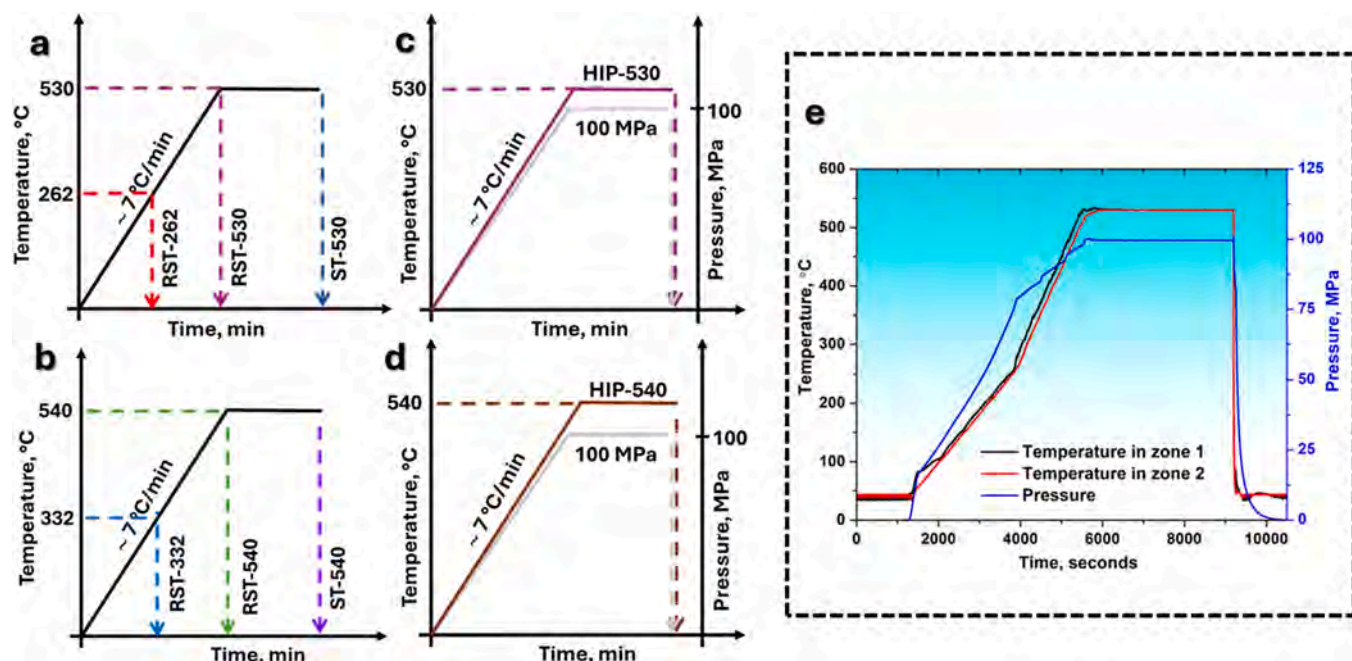 a
Temperature, °C
530
262
~ 7 °C/min
RST-262
RST-530
ST-530
Time, min
b
Temperature, °C
540
332
~ 7 °C/min
RST-332
RST-540
ST-540
Time, min
c
Temperature, °C
530
~ 7 °C/min
HIP-530
100 MPa
100
Pressure, MPa
Time, min
d
Temperature, °C
540
~ 7 °C/min
HIP-540
100 MPa
100
Pressure, MPa
Time, min
e
Temperature, °C
600
500
400
300
200
100
0
125
100
75
50
25
0
Pressure, MPa
Temperature in zone 1
Temperature in zone 2
Pressure
0 2000 4000 6000 8000 10000
Time, seconds